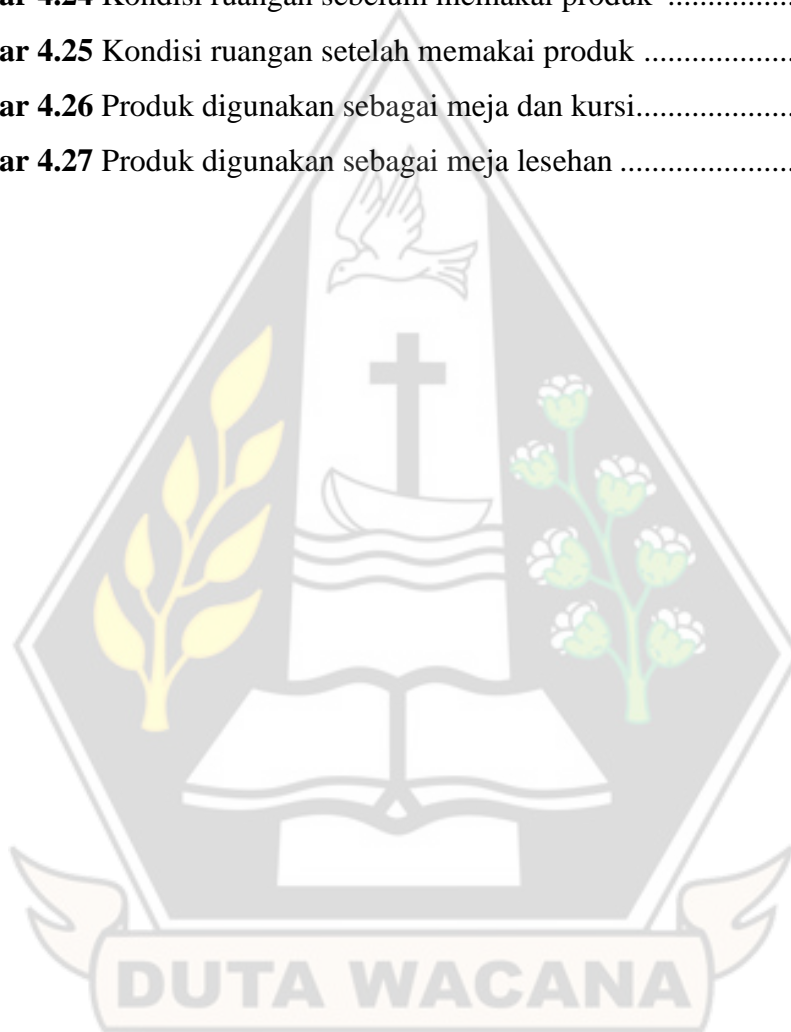 ar 4.24 Kondisi ruangan sebelum memakai produk ................
ar 4.25 Kondisi ruangan setelah memakai produk ...................
ar 4.26 Produk digunakan sebagai meja dan kursi....................
ar 4.27 Produk digunakan sebagai meja lesehan ......................
DUTA WACANA